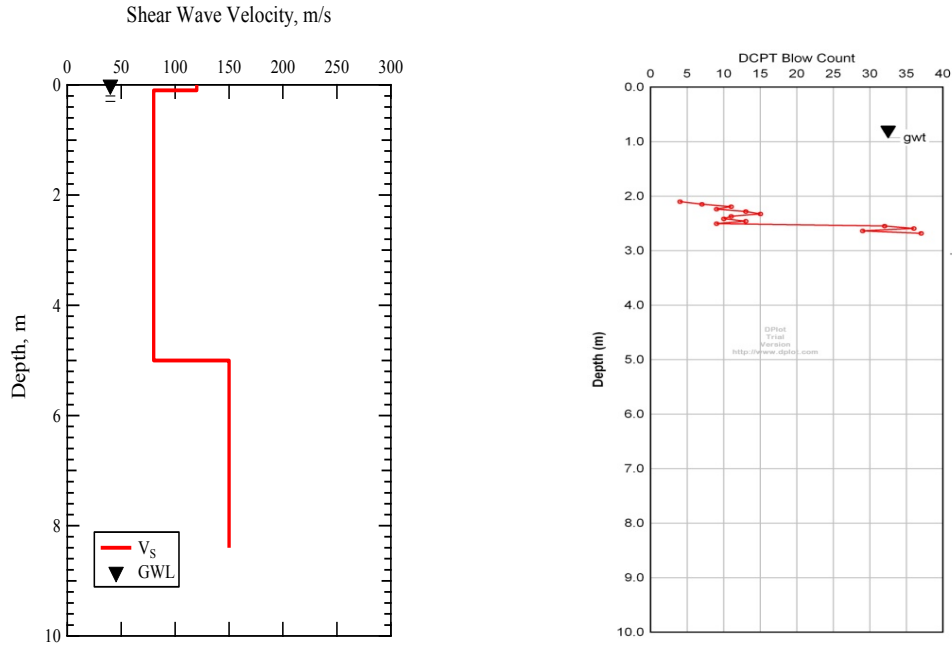 Shear Wave Velocity, m/s
0 50 100 150 200 250 300
0
2
4
6
8
10
Depth, m
V_S
GWL
DCPT Blow Count
0 5 10 15 20 25 30 35 40
0.0
1.0
2.0
3.0
4.0
5.0
6.0
7.0
8.0
9.0
10.0
Depth (m)
gwt
DPlot
Trial
Version
http://www.dplot.com